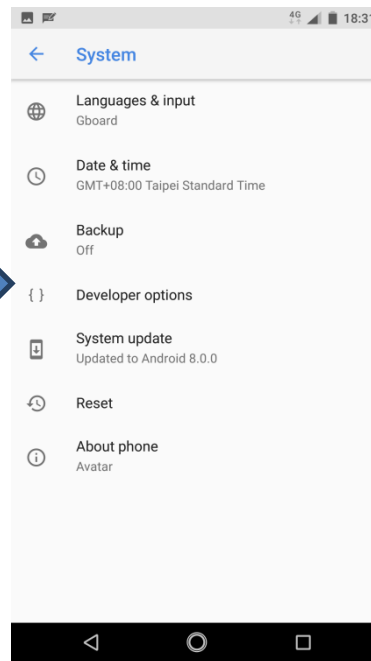 4G 18:31
System
Languages & input
Gboard
Date & time
GMT+08:00 Taipei Standard Time
Backup
Off
{ } Developer options
System update
Updated to Android 8.0.0
Reset
About phone
Avatar